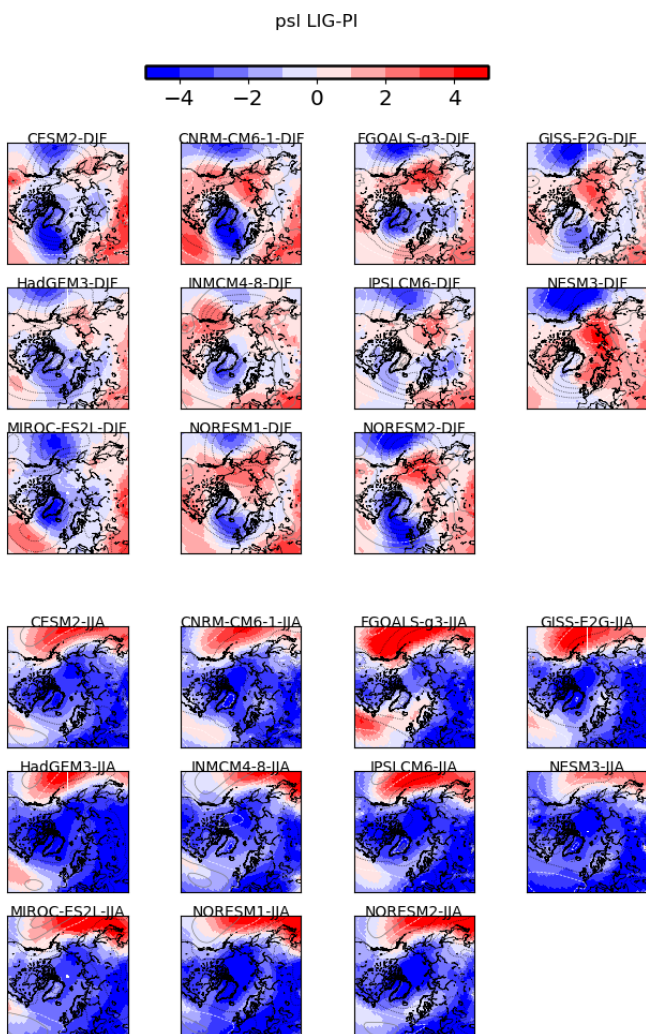 psl LIG-PI
−4 −2 0 2 4
CESM2-DJF CNRM-CM6-1-DJF FGOALS-g3-DJF GISS-E2G-DJF
HadGEM3-DJF INMCM4-8-DJF IPSLCM6-DJF NESM3-DJF
MIROC-ES2L-DJF NORESM1-DJF NORESM2-DJF
CESM2-JJA CNRM-CM6-1-JJA FGOALS-g3-JJA GISS-E2G-JJA
HadGEM3-JJA INMCM4-8-JJA IPSLCM6-JJA NESM3-JJA
MIROC-ES2L-JJA NORESM1-JJA NORESM2-JJA